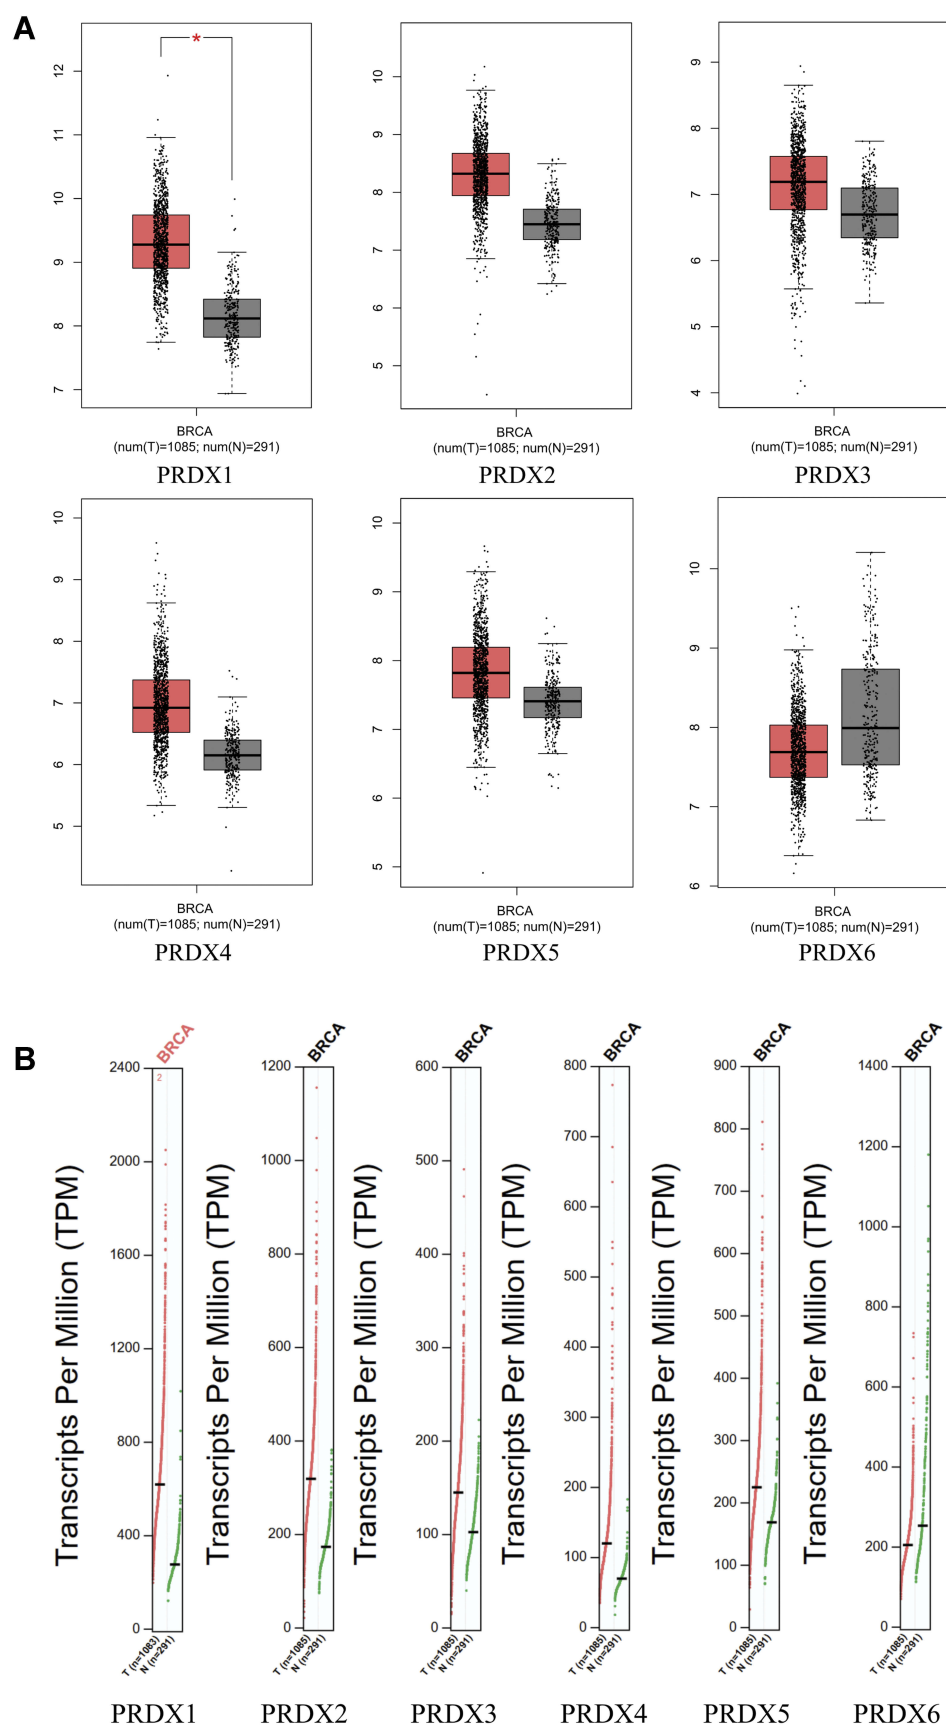 A
*
12
11
10
9
8
7
BRCA
(num(T)=1085; num(N)=291)
PRDX1
10
9
8
7
6
5
BRCA
(num(T)=1085; num(N)=291)
PRDX2
9
8
7
6
5
4
BRCA
(num(T)=1085; num(N)=291)
PRDX3
10
9
8
7
6
5
BRCA
(num(T)=1085; num(N)=291)
PRDX4
10
9
8
7
6
5
BRCA
(num(T)=1085; num(N)=291)
PRDX5
10
9
8
7
6
BRCA
(num(T)=1085; num(N)=291)
PRDX6
B
Transcripts Per Million (TPM)
BRCA
2
2400
2000
1600
1200
800
400
0
T (n=1083)
N (n=291)
PRDX1
Transcripts Per Million (TPM)
BRCA
1200
1000
800
600
400
200
0
T (n=1085)
N (n=291)
PRDX2
Transcripts Per Million (TPM)
BRCA
600
500
400
300
200
100
0
T (n=1085)
N (n=291)
PRDX3
Transcripts Per Million (TPM)
BRCA
800
700
600
500
400
300
200
100
0
T (n=1085)
N (n=291)
PRDX4
Transcripts Per Million (TPM)
BRCA
900
800
700
600
500
400
300
200
100
0
T (n=1085)
N (n=291)
PRDX5
Transcripts Per Million (TPM)
BRCA
1400
1200
1000
800
600
400
200
0
T (n=1085)
N (n=291)
PRDX6